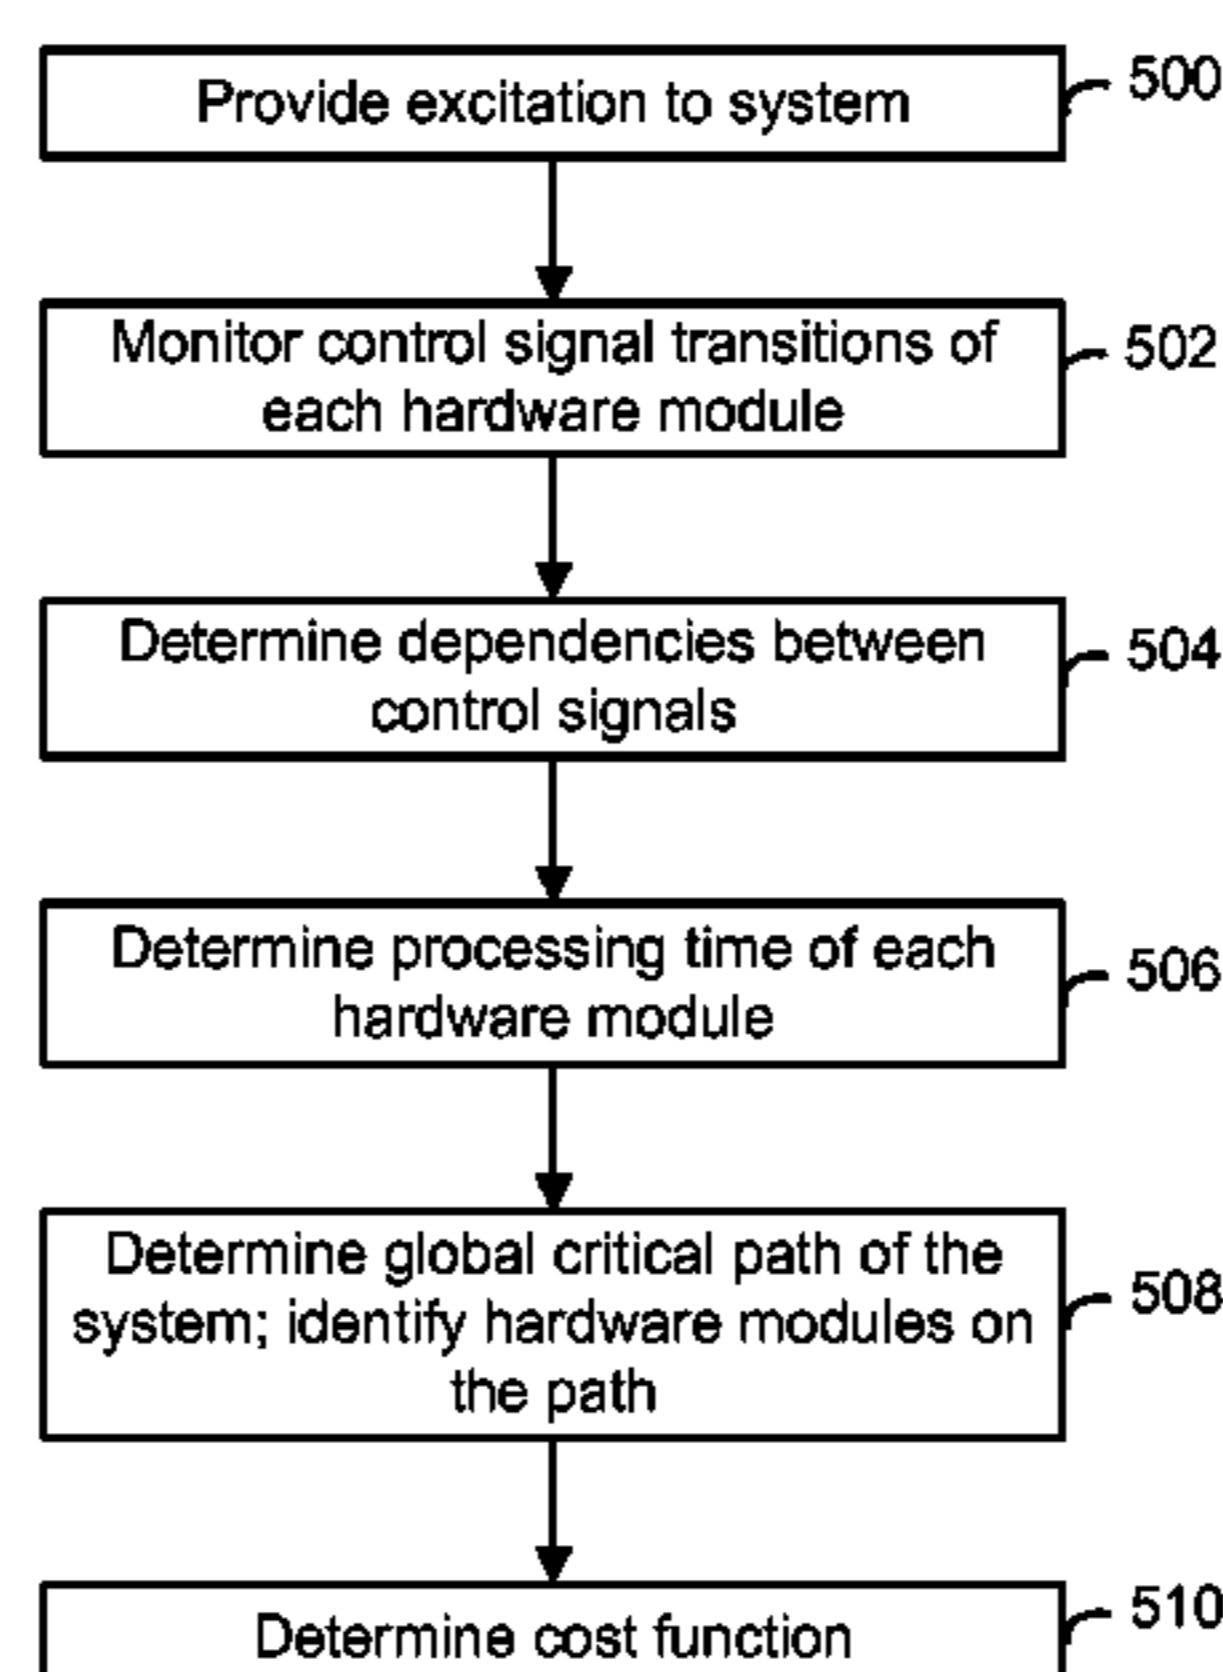 Provide excitation to system
500
Monitor control signal transitions of
each hardware module
502
Determine dependencies between
control signals
504
Determine processing time of each
hardware module
506
Determine global critical path of the
system; identify hardware modules on
the path
508
Determine cost function
510